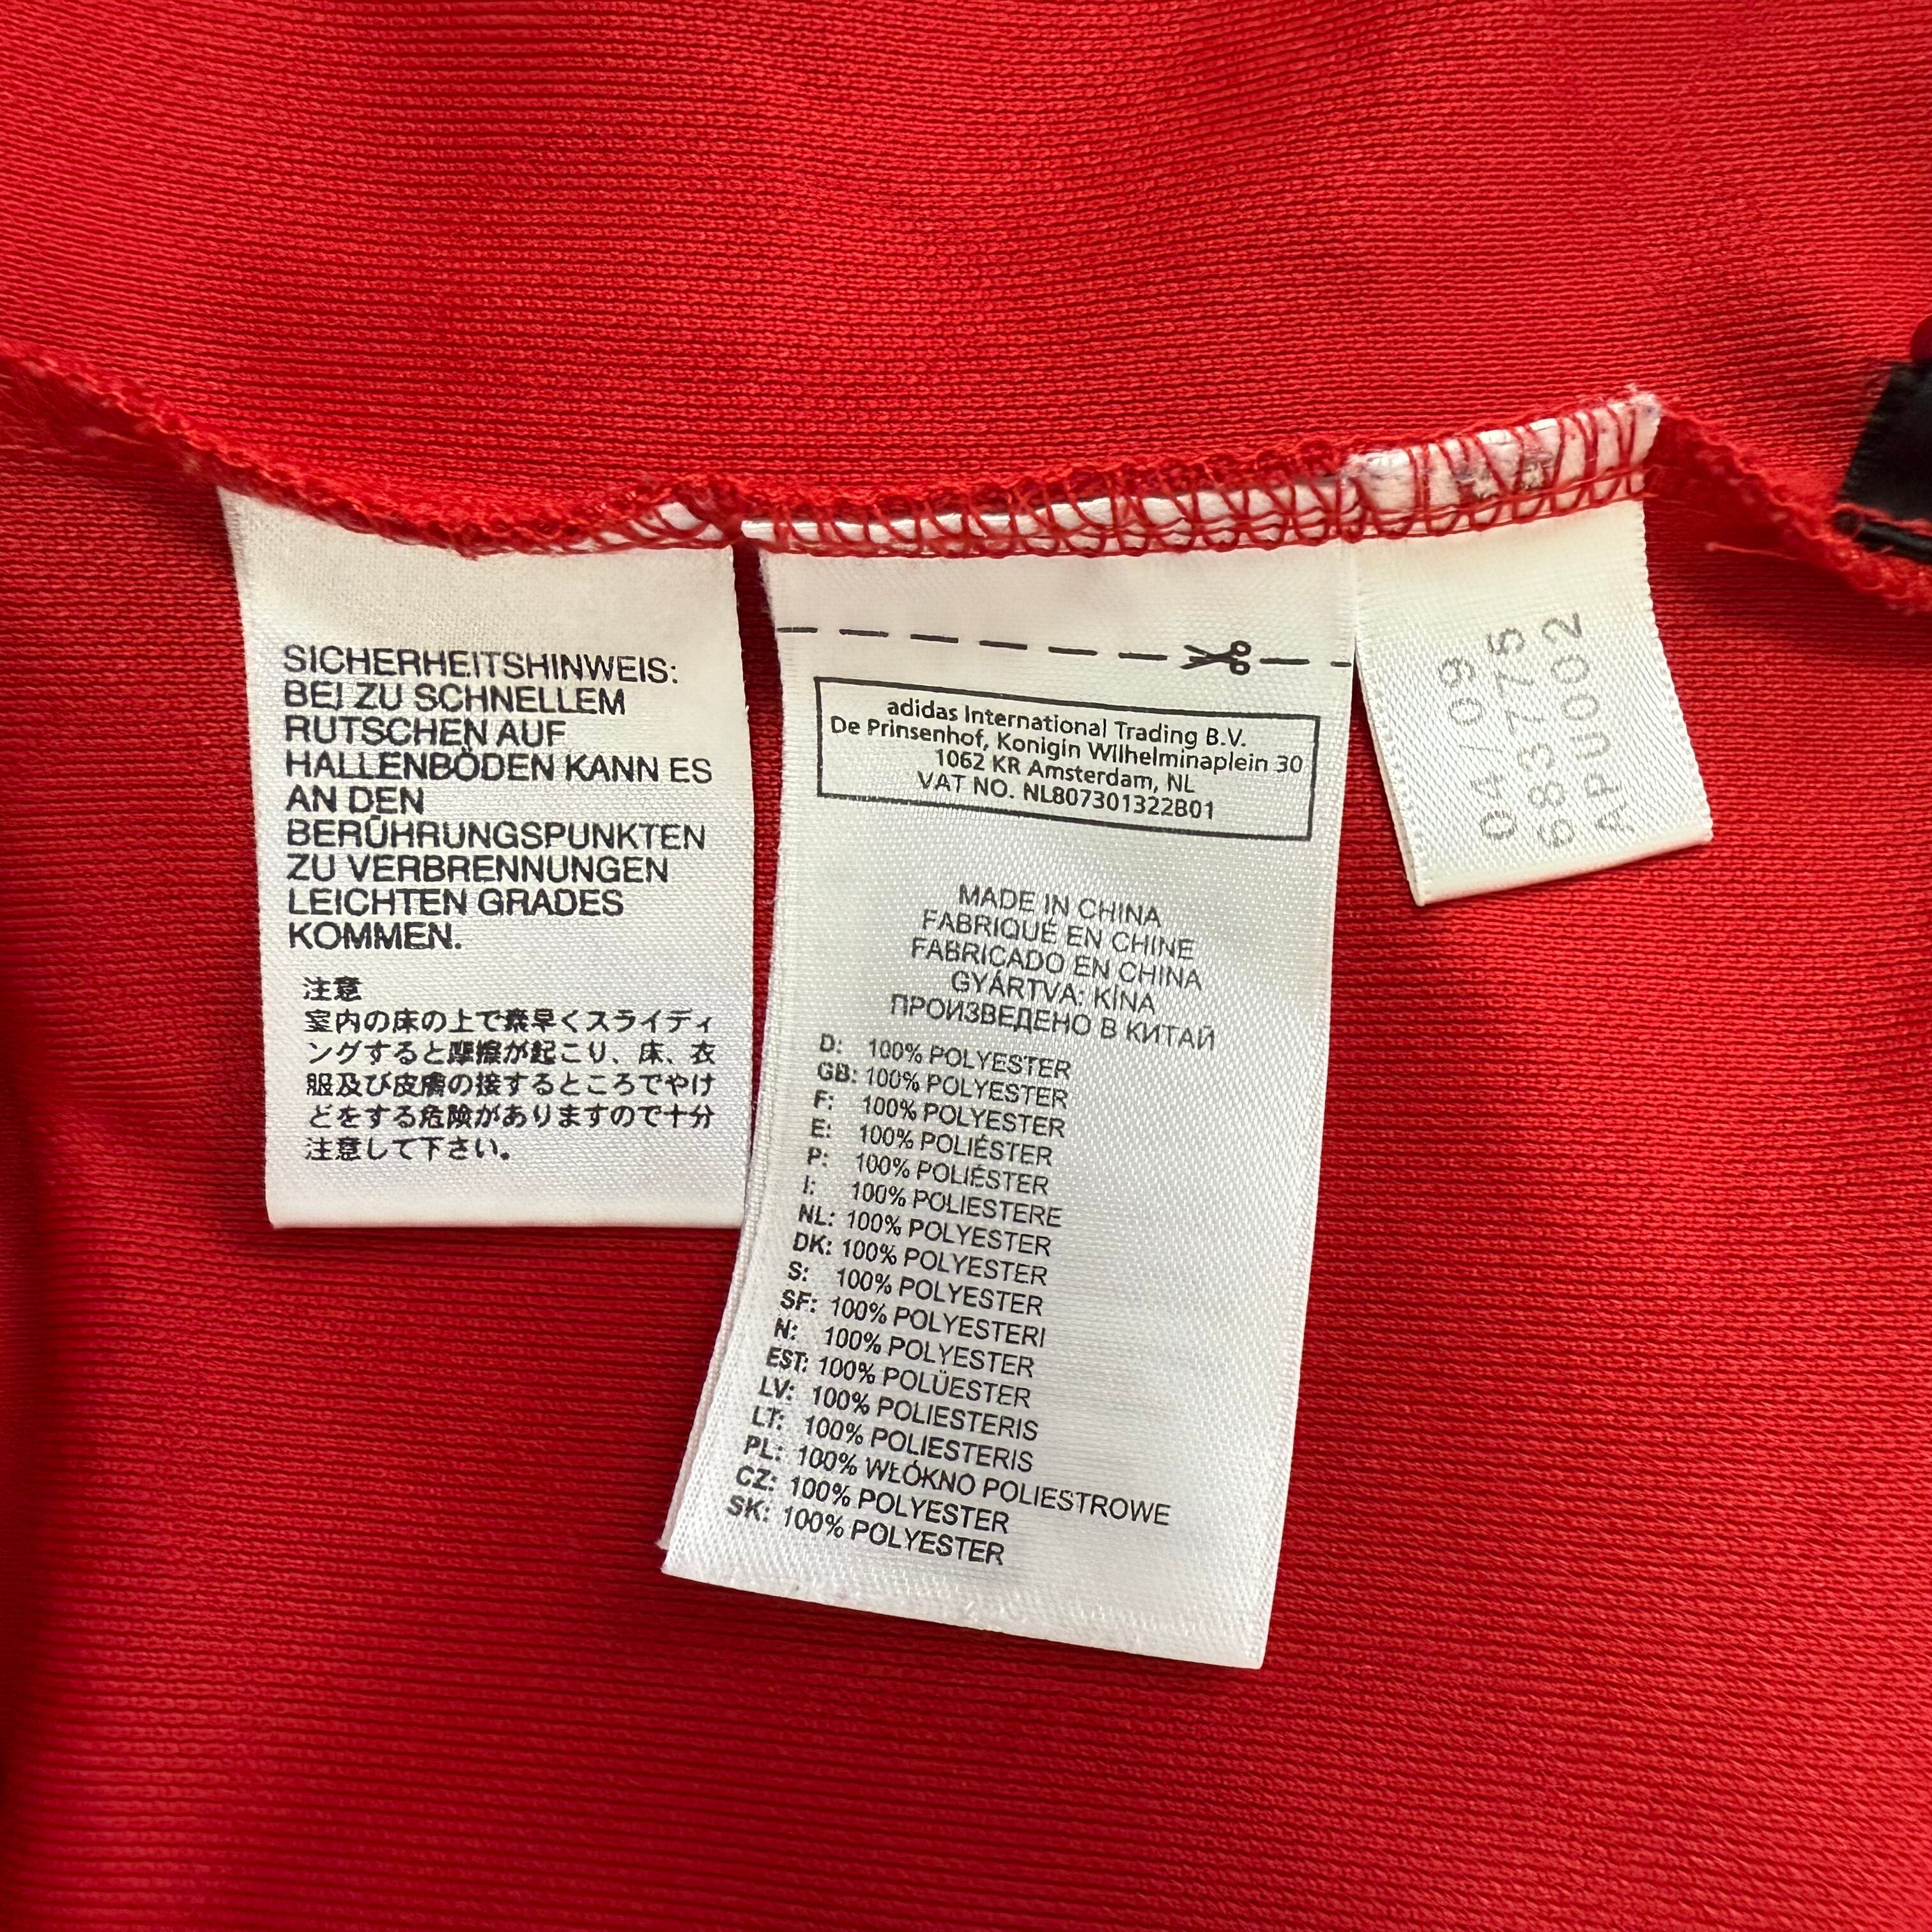 SICHERHEITSHINWEIS:
BEI ZU SCHNELLEM
RUTSCHEN AUF
HALLENBÖDEN KANN ES
AN DEN
BERÜHRUNGSPUNKTEN
ZU VERBRENNUNGEN
LEICHTEN GRADES
KOMMEN.
注意
室内の床の上で素早くスライディ
ングすると摩擦が起こり、床、衣
服及び皮膚の接するところでやけ
どをする危険がありますので十分
注意して下さい。
adidas International Trading B.V.
De Prinsenhof, Konigin Wilhelminaplein 30
1062 KR Amsterdam, NL
VAT NO. NL807301322B01
MADE IN CHINA
FABRIQUÉ EN CHINE
FABRICADO EN CHINA
GYÁRTVA: KÍNA
ПРОИЗВЕДЕНО В КИТАЙ
D: 100% POLYESTER
GB: 100% POLYESTER
F: 100% POLYESTER
E: 100% POLIÉSTER
P: 100% POLIÉSTER
I: 100% POLIESTERE
NL: 100% POLYESTER
DK: 100% POLYESTER
S: 100% POLYESTER
SF: 100% POLYESTERI
N: 100% POLYESTER
EST: 100% POLÜESTER
LV: 100% POLIESTERIS
LT: 100% POLIESTERIS
PL: 100% WŁÓKNO POLIESTROWE
CZ: 100% POLYESTER
SK: 100% POLYESTER
04/09
683775
APU002